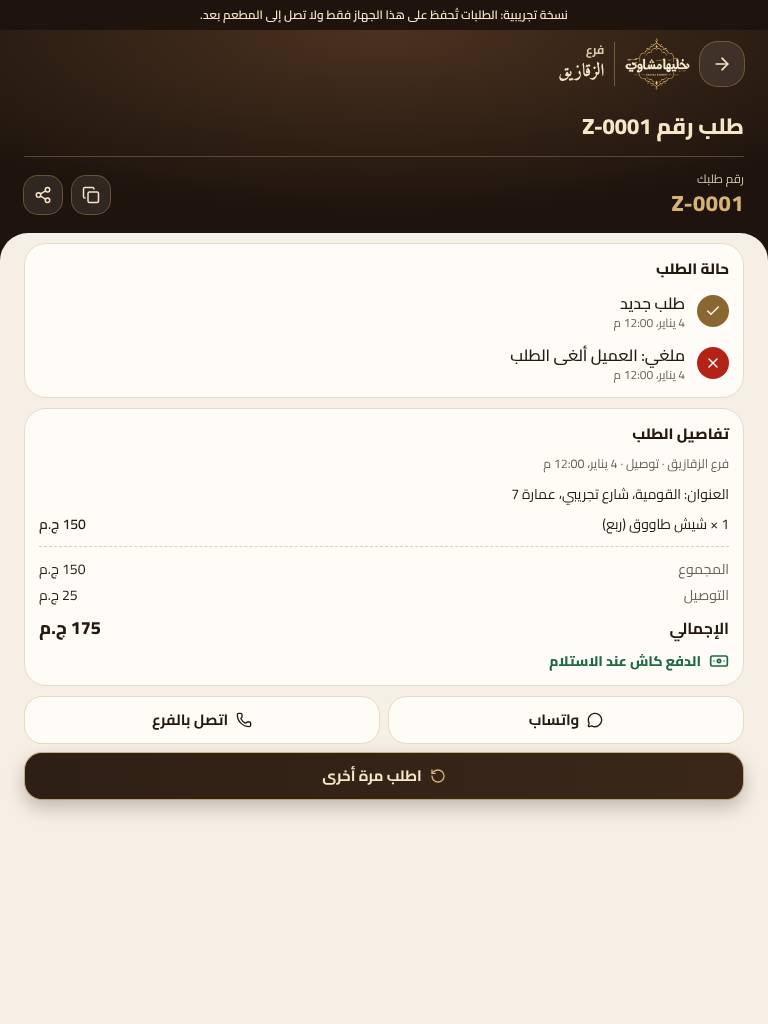 نسخة تجريبية: الطلبات تُحفظ على هذا الجهاز فقط ولا تصل إلى المطعم بعد.
خليها مشاوي
فرع
الزقازيق
طلب رقم Z-0001
رقم طلبك
Z-0001
حالة الطلب
طلب جديد
4 يناير، 12:00 م
ملغي: العميل ألغى الطلب
4 يناير، 12:00 م
تفاصيل الطلب
فرع الزقازيق · توصيل · 4 يناير، 12:00 م
العنوان: القومية، شارع تجريبي، عمارة 7
1 × شيش طاووق (ربع) 150 ج.م
المجموع 150 ج.م
التوصيل 25 ج.م
الإجمالي 175 ج.م
الدفع كاش عند الاستلام
واتساب
اتصل بالفرع
اطلب مرة أخرى